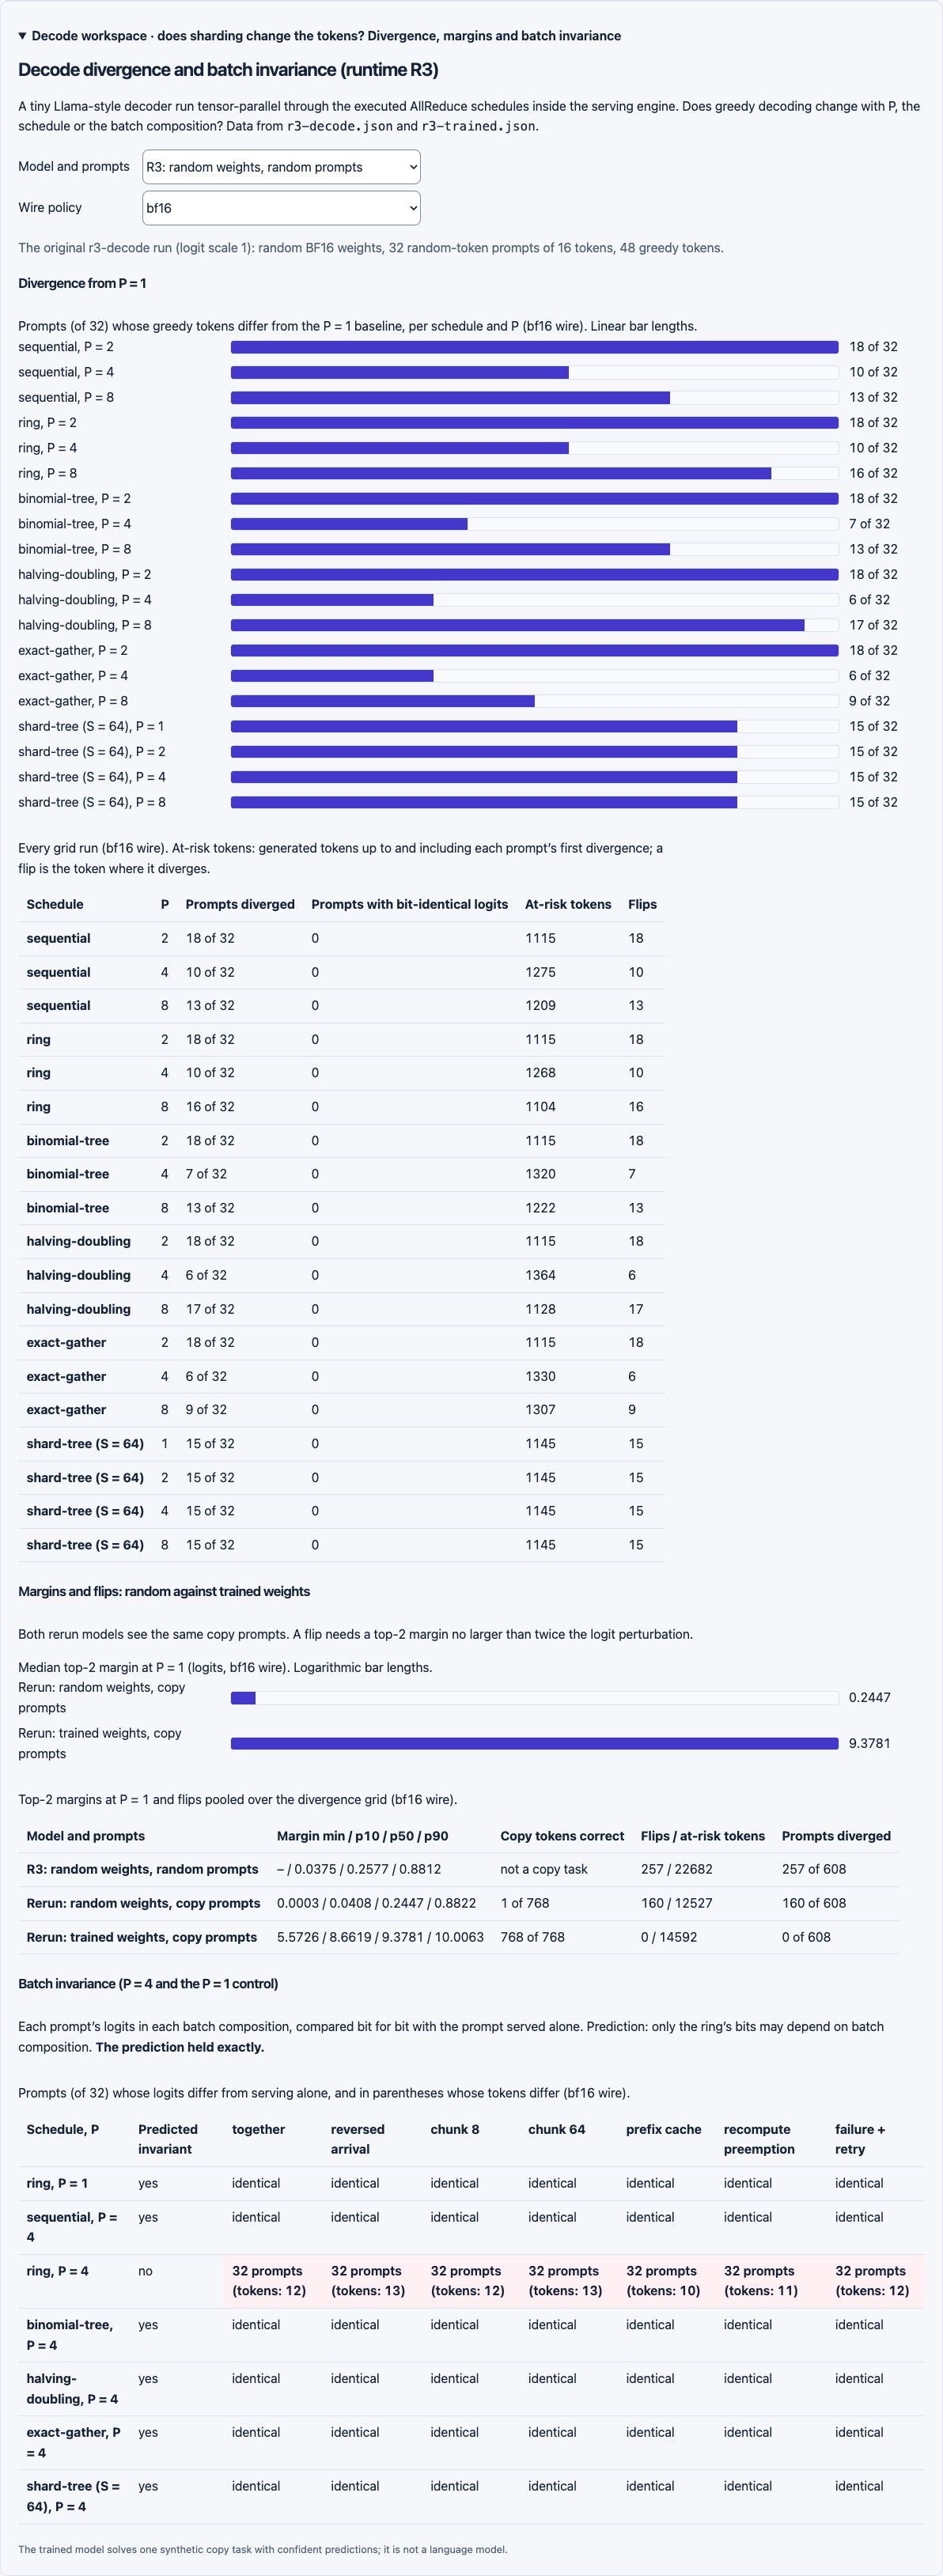 ▼ Decode workspace · does sharding change the tokens? Divergence, margins and batch invariance
Decode divergence and batch invariance (runtime R3)
A tiny Llama-style decoder run tensor-parallel through the executed AllReduce schedules inside the serving engine. Does greedy decoding change with P, the
schedule or the batch composition? Data from r3-decode.json and r3-trained.json.
Model and prompts R3: random weights, random prompts
Wire policy bf16
The original r3-decode run (logit scale 1): random BF16 weights, 32 random-token prompts of 16 tokens, 48 greedy tokens.
Divergence from P = 1
Prompts (of 32) whose greedy tokens differ from the P = 1 baseline, per schedule and P (bf16 wire). Linear bar lengths.
sequential, P = 2 18 of 32
sequential, P = 4 10 of 32
sequential, P = 8 13 of 32
ring, P = 2 18 of 32
ring, P = 4 10 of 32
ring, P = 8 16 of 32
binomial-tree, P = 2 18 of 32
binomial-tree, P = 4 7 of 32
binomial-tree, P = 8 13 of 32
halving-doubling, P = 2 18 of 32
halving-doubling, P = 4 6 of 32
halving-doubling, P = 8 17 of 32
exact-gather, P = 2 18 of 32
exact-gather, P = 4 6 of 32
exact-gather, P = 8 9 of 32
shard-tree (S = 64), P = 1 15 of 32
shard-tree (S = 64), P = 2 15 of 32
shard-tree (S = 64), P = 4 15 of 32
shard-tree (S = 64), P = 8 15 of 32
Every grid run (bf16 wire). At-risk tokens: generated tokens up to and including each prompt's first divergence; a
flip is the token where it diverges.
Schedule P Prompts diverged Prompts with bit-identical logits At-risk tokens Flips
sequential 2 18 of 32 0 1115 18
sequential 4 10 of 32 0 1275 10
sequential 8 13 of 32 0 1209 13
ring 2 18 of 32 0 1115 18
ring 4 10 of 32 0 1268 10
ring 8 16 of 32 0 1104 16
binomial-tree 2 18 of 32 0 1115 18
binomial-tree 4 7 of 32 0 1320 7
binomial-tree 8 13 of 32 0 1222 13
halving-doubling 2 18 of 32 0 1115 18
halving-doubling 4 6 of 32 0 1364 6
halving-doubling 8 17 of 32 0 1128 17
exact-gather 2 18 of 32 0 1115 18
exact-gather 4 6 of 32 0 1330 6
exact-gather 8 9 of 32 0 1307 9
shard-tree (S = 64) 1 15 of 32 0 1145 15
shard-tree (S = 64) 2 15 of 32 0 1145 15
shard-tree (S = 64) 4 15 of 32 0 1145 15
shard-tree (S = 64) 8 15 of 32 0 1145 15
Margins and flips: random against trained weights
Both rerun models see the same copy prompts. A flip needs a top-2 margin no larger than twice the logit perturbation.
Median top-2 margin at P = 1 (logits, bf16 wire). Logarithmic bar lengths.
Rerun: random weights, copy
prompts 0.2447
Rerun: trained weights, copy
prompts 9.3781
Top-2 margins at P = 1 and flips pooled over the divergence grid (bf16 wire).
Model and prompts Margin min / p10 / p50 / p90 Copy tokens correct Flips / at-risk tokens Prompts diverged
R3: random weights, random prompts – / 0.0375 / 0.2577 / 0.8812 not a copy task 257 / 22682 257 of 608
Rerun: random weights, copy prompts 0.0003 / 0.0408 / 0.2447 / 0.8822 1 of 768 160 / 12527 160 of 608
Rerun: trained weights, copy prompts 5.5726 / 8.6619 / 9.3781 / 10.0063 768 of 768 0 / 14592 0 of 608
Batch invariance (P = 4 and the P = 1 control)
Each prompt's logits in each batch composition, compared bit for bit with the prompt served alone. Prediction: only the ring's bits may depend on batch
composition. The prediction held exactly.
Prompts (of 32) whose logits differ from serving alone, and in parentheses whose tokens differ (bf16 wire).
Schedule, P Predicted together reversed chunk 8 chunk 64 prefix cache recompute failure +
invariant arrival preemption retry
ring, P = 1 yes identical identical identical identical identical identical identical
sequential, P = yes identical identical identical identical identical identical identical
4
ring, P = 4 no 32 prompts 32 prompts 32 prompts 32 prompts 32 prompts 32 prompts 32 prompts
(tokens: 12) (tokens: 13) (tokens: 12) (tokens: 13) (tokens: 10) (tokens: 11) (tokens: 12)
binomial-tree, yes identical identical identical identical identical identical identical
P = 4
halving- yes identical identical identical identical identical identical identical
doubling, P = 4
exact-gather, P yes identical identical identical identical identical identical identical
= 4
shard-tree (S = yes identical identical identical identical identical identical identical
64), P = 4
The trained model solves one synthetic copy task with confident predictions; it is not a language model.